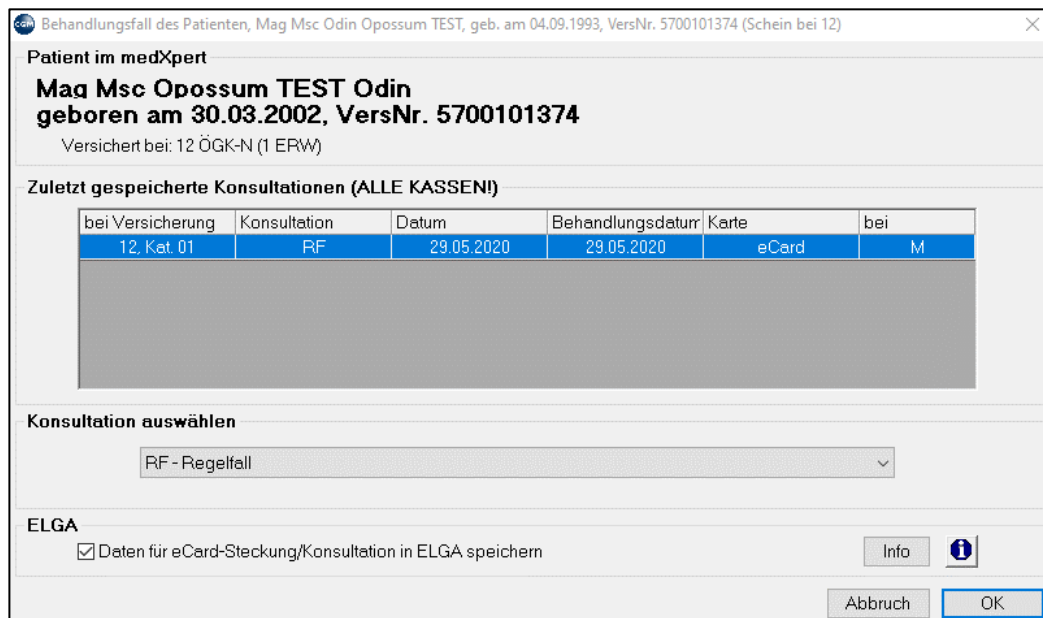 CGM Behandlungsfall des Patienten, Mag Msc Odin Opossum TEST, geb. am 04.09.1993, VersNr. 5700101374 (Schein bei 12)
Patient im medXpert
Mag Msc Opossum TEST Odin
geboren am 30.03.2002, VersNr. 5700101374
Versichert bei: 12 ÖGK-N (1 ERW)
Zuletzt gespeicherte Konsultationen (ALLE KASSEN!)
bei Versicherung Konsultation Datum Behandlungsdatum Karte bei
12, Kat. 01 RF 29.05.2020 29.05.2020 eCard M
Konsultation auswählen
RF - Regelfall
ELGA
Daten für eCard-Steckung/Konsultation in ELGA speichern Info
Abbruch OK